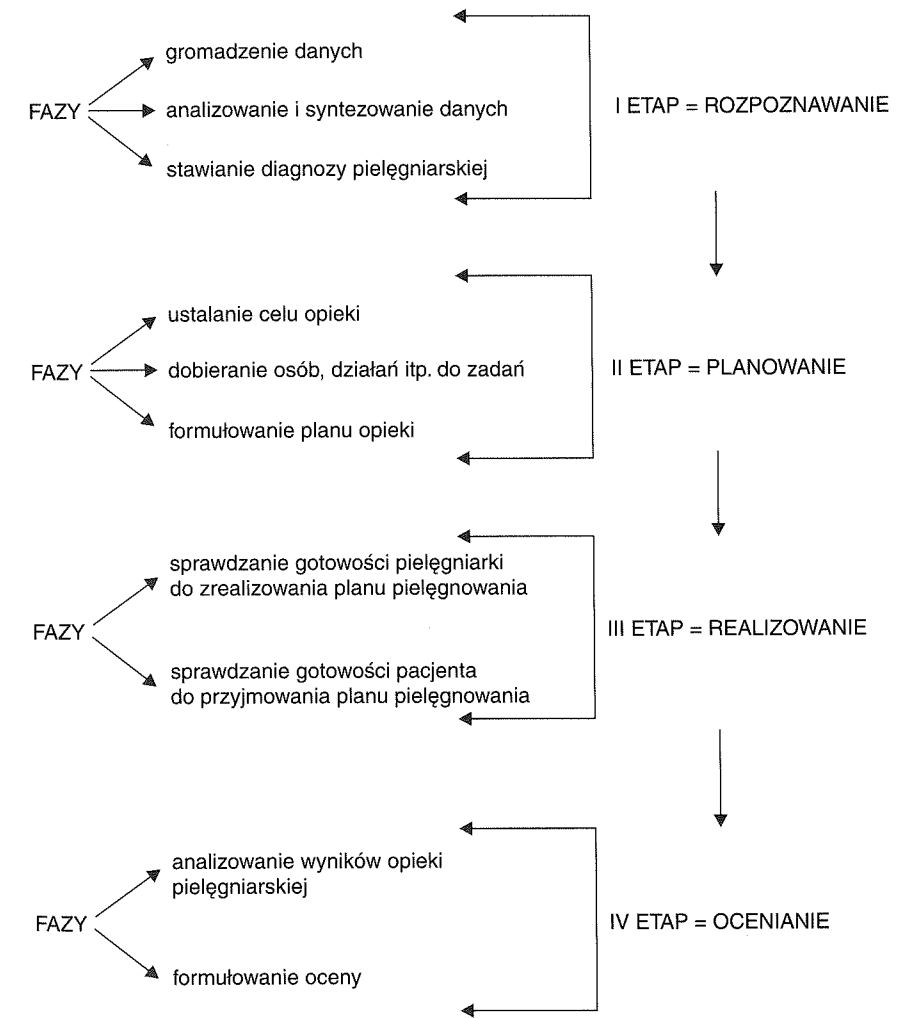 gromadzenie danych
FAZY
analizowanie i syntezowanie danych
stawianie diagnozy pielęgniarskiej
I ETAP = ROZPOZNAWANIE
ustalanie celu opieki
FAZY
dobieranie osób, działań itp. do zadań
formułowanie planu opieki
II ETAP = PLANOWANIE
sprawdzanie gotowości pielęgniarki
do zrealizowania planu pielęgnowania
FAZY
sprawdzanie gotowości pacjenta
do przyjmowania planu pielęgnowania
III ETAP = REALIZOWANIE
analizowanie wyników opieki
pielęgniarskiej
FAZY
formułowanie oceny
IV ETAP = OCENIANIE